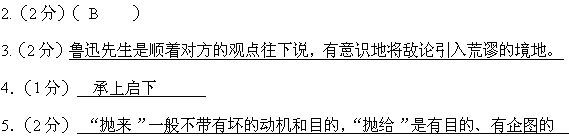 2.（2分）（ B ）
3.（2分）鲁迅先生是顺着对方的观点往下说，有意识地将敌论引入荒谬的境地。
4．（1分） 承上启下
5．（2分） “抛来”一般不带有坏的动机和目的，“抛给”是有目的、有企图的